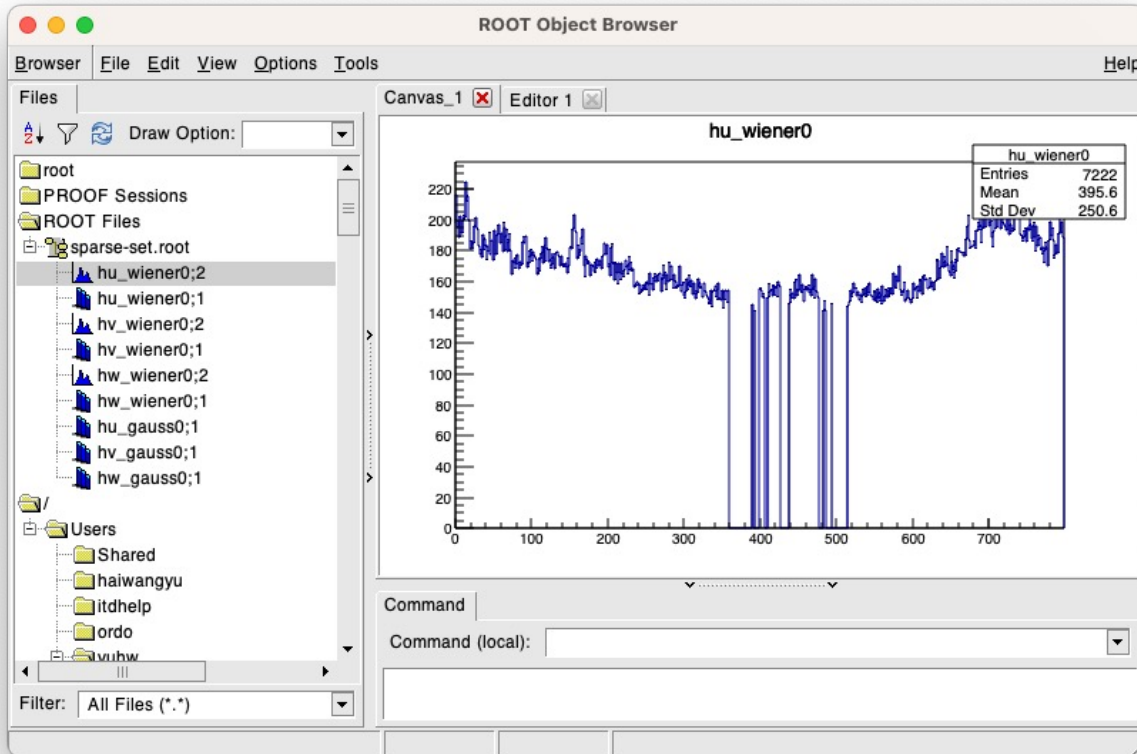 ROOT Object Browser
Browser File Edit View Options Tools Help
Files
Draw Option:
root
PROOF Sessions
ROOT Files
sparse-set.root
hu_wiener0;2
hu_wiener0;1
hv_wiener0;2
hv_wiener0;1
hw_wiener0;2
hw_wiener0;1
hu_gauss0;1
hv_gauss0;1
hw_gauss0;1
/
Users
Shared
haiwangyu
itdhelp
ordo
yuhw
Filter: All Files (*.*)
Canvas_1 Editor 1
hu_wiener0
hu_wiener0
Entries 7222
Mean 395.6
Std Dev 250.6
220
200
180
160
140
120
100
80
60
40
20
0
0 100 200 300 400 500 600 700
Command
Command (local):